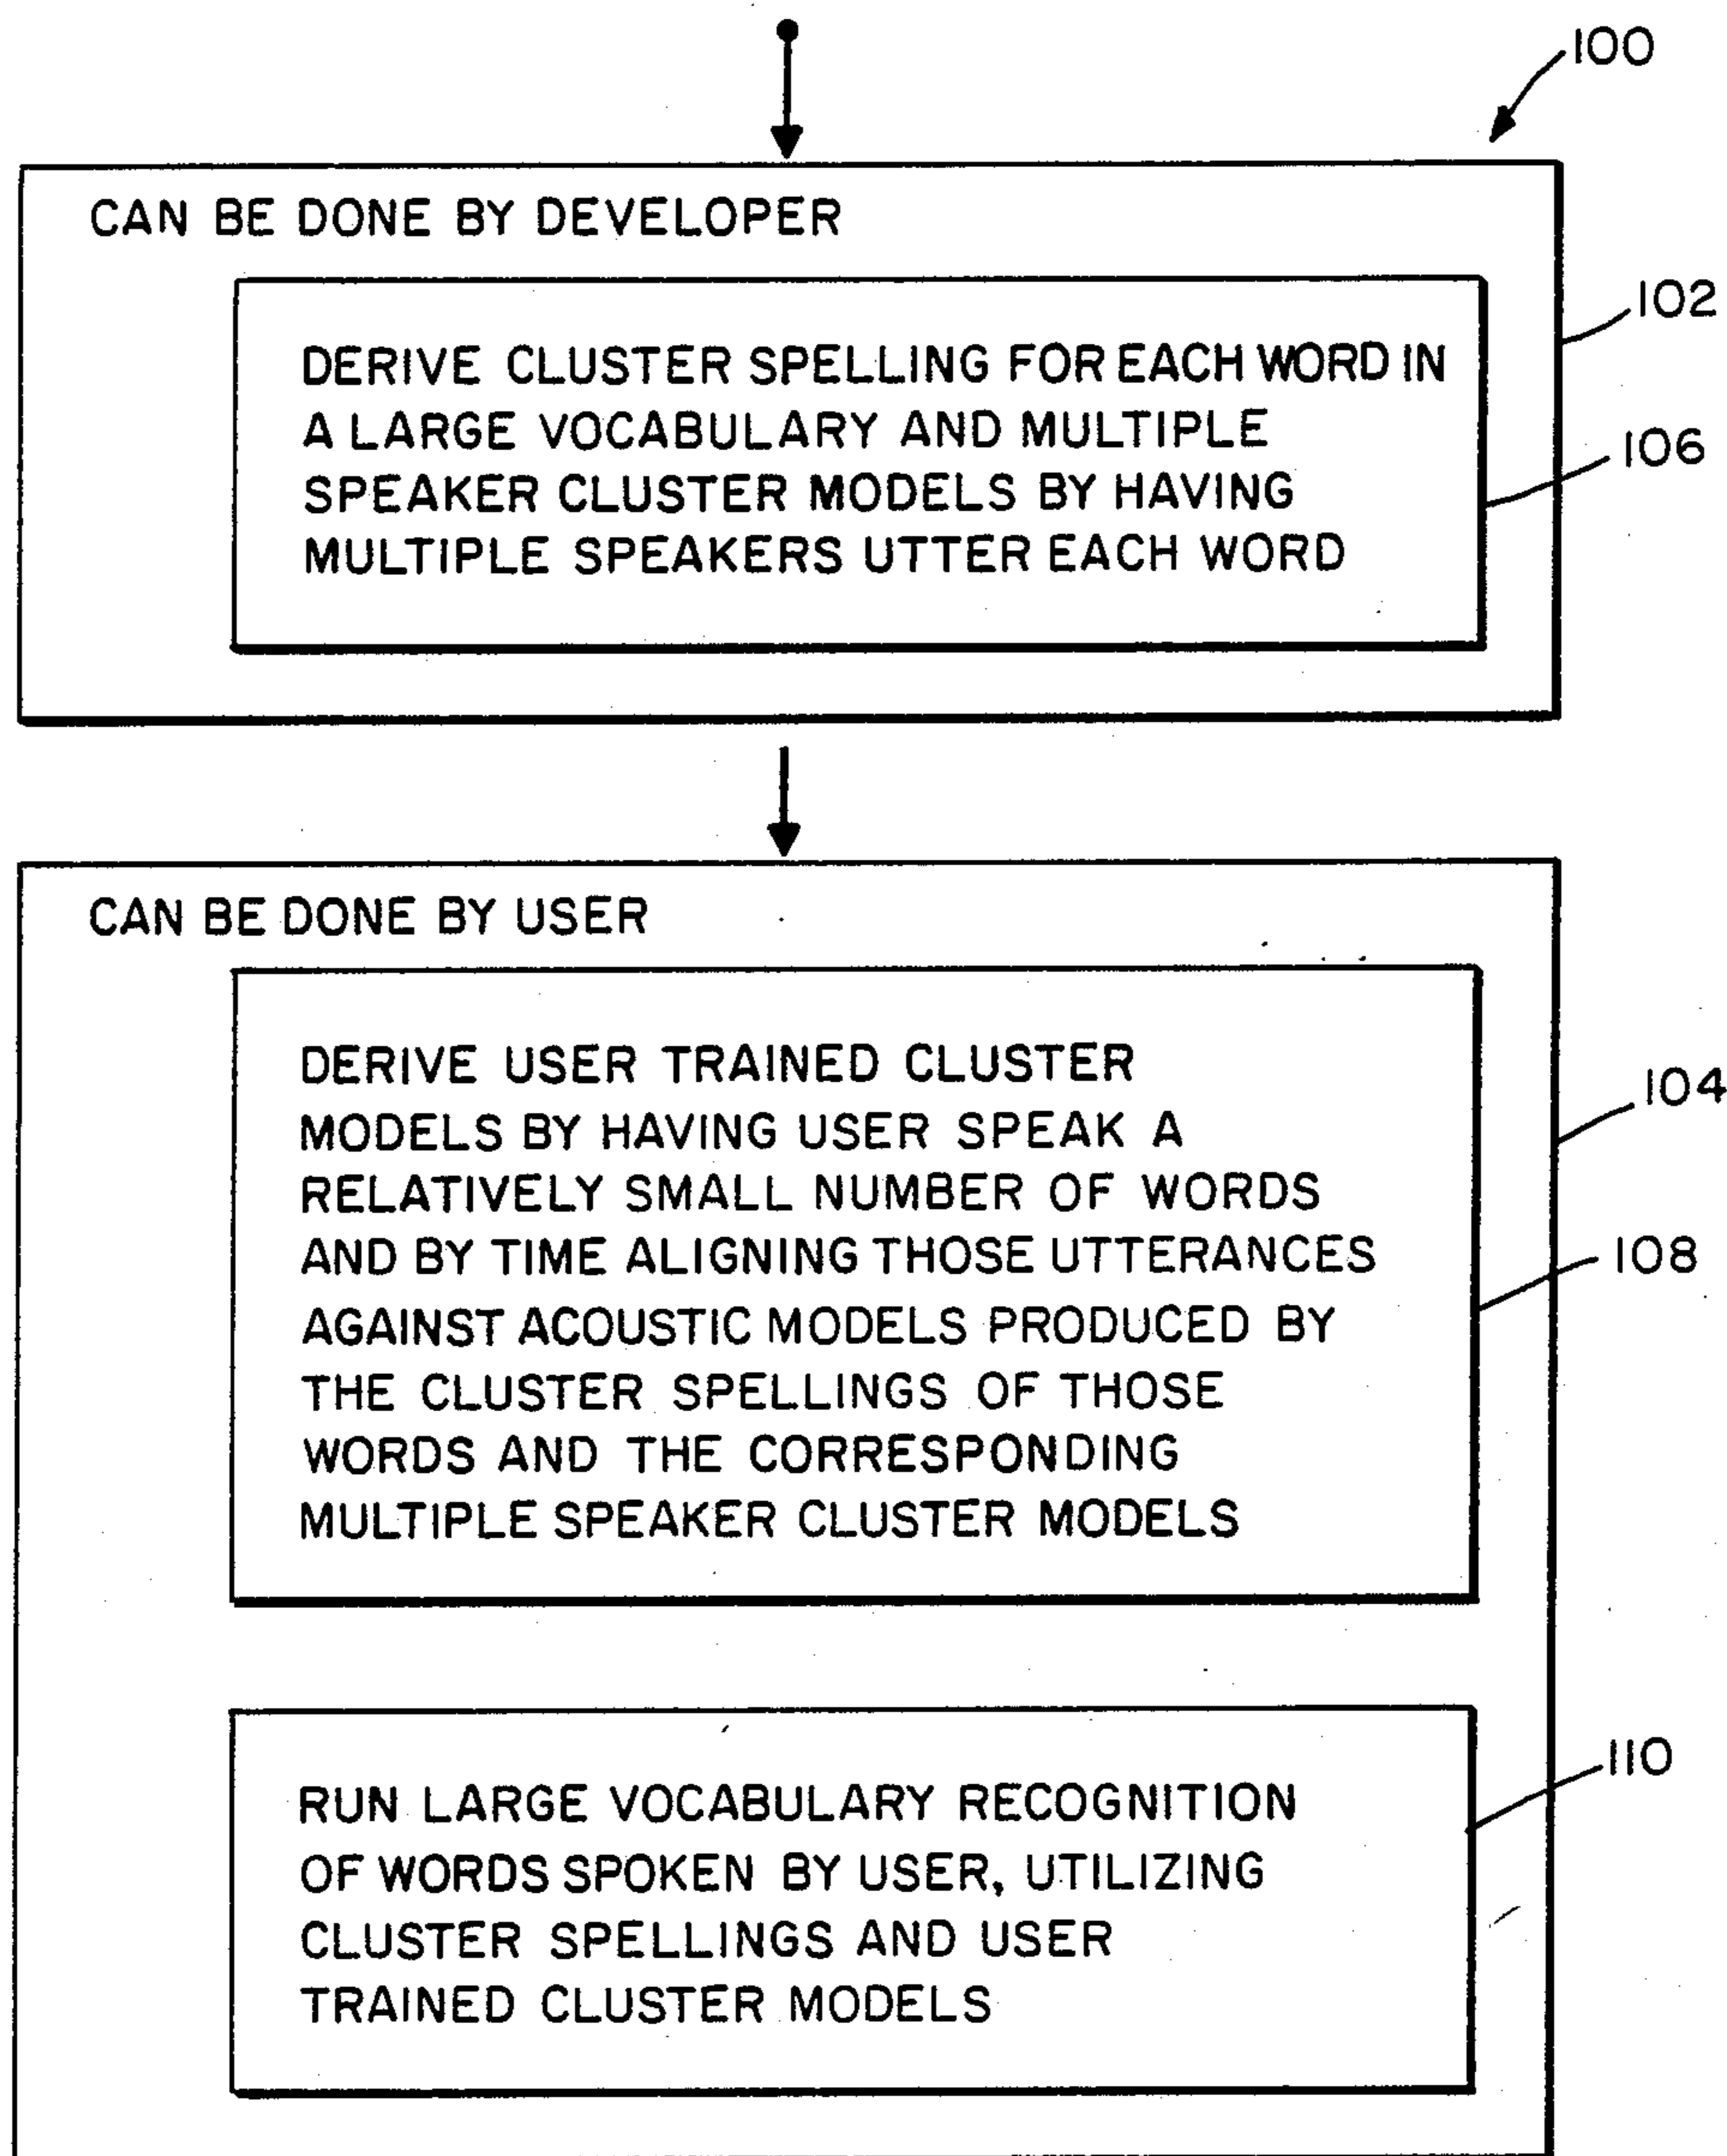 100
CAN BE DONE BY DEVELOPER
102
DERIVE CLUSTER SPELLING FOR EACH WORD IN
A LARGE VOCABULARY AND MULTIPLE
106
SPEAKER CLUSTER MODELS BY HAVING
MULTIPLE SPEAKERS UTTER EACH WORD
CAN BE DONE BY USER
DERIVE USER TRAINED CLUSTER
104
MODELS BY HAVING USER SPEAK A
RELATIVELY SMALL NUMBER OF WORDS
AND BY TIME ALIGNING THOSE UTTERANCES
108
AGAINST ACOUSTIC MODELS PRODUCED BY
THE CLUSTER SPELLINGS OF THOSE
WORDS AND THE CORRESPONDING
MULTIPLE SPEAKER CLUSTER MODELS
110
RUN LARGE VOCABULARY RECOGNITION
OF WORDS SPOKEN BY USER, UTILIZING
CLUSTER SPELLINGS AND USER
TRAINED CLUSTER MODELS